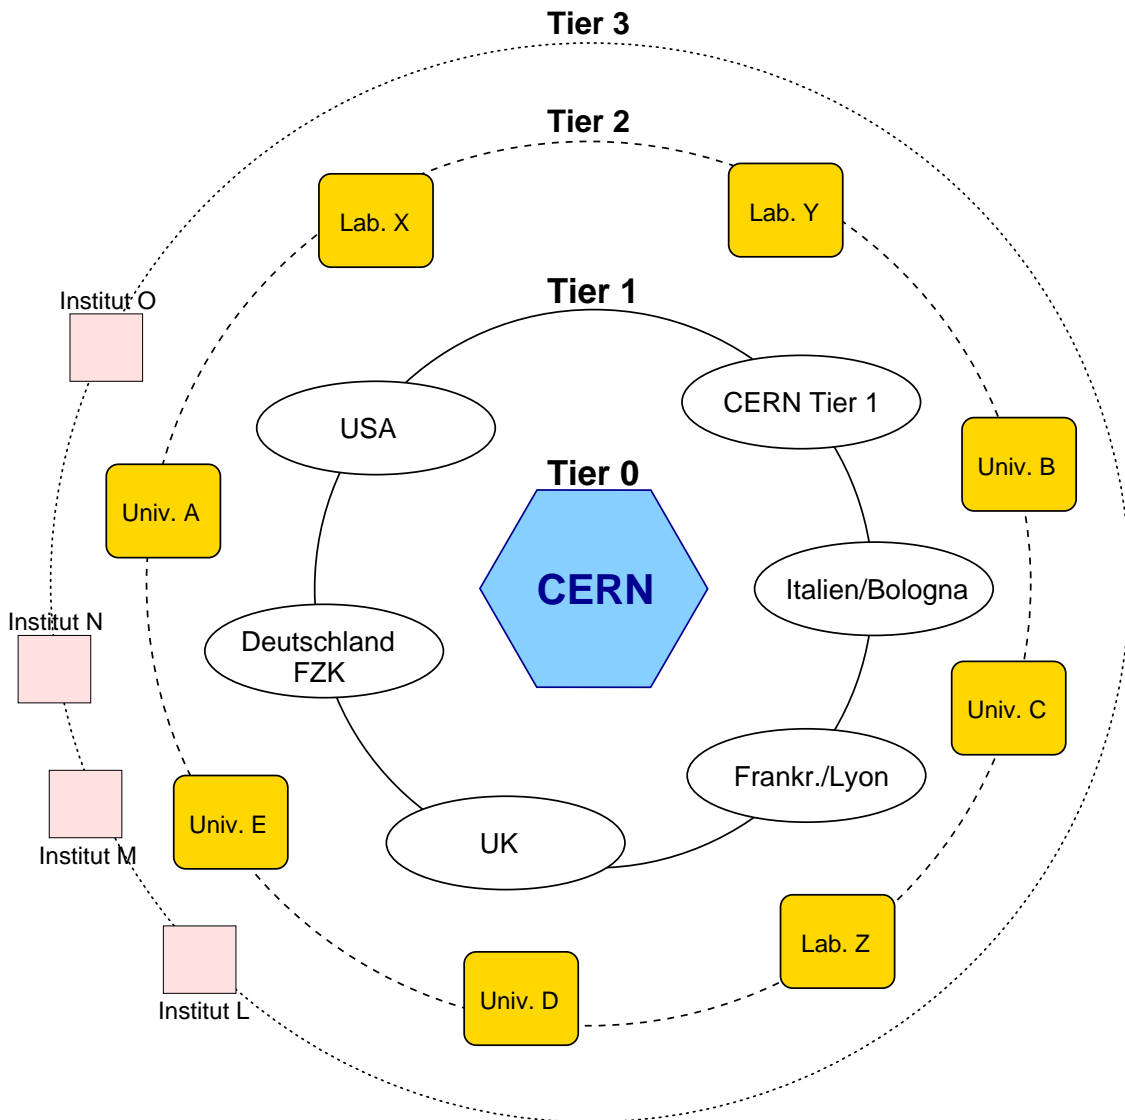 Tier 3
Tier 2
Lab. X
Lab. Y
Tier 1
Institut O
USA
CERN Tier 1
Tier 0
Univ. B
Univ. A
CERN
Italien/Bologna
Institut N
Deutschland
FZK
Univ. C
Frankr./Lyon
Univ. E
UK
Institut M
Lab. Z
Univ. D
Institut L